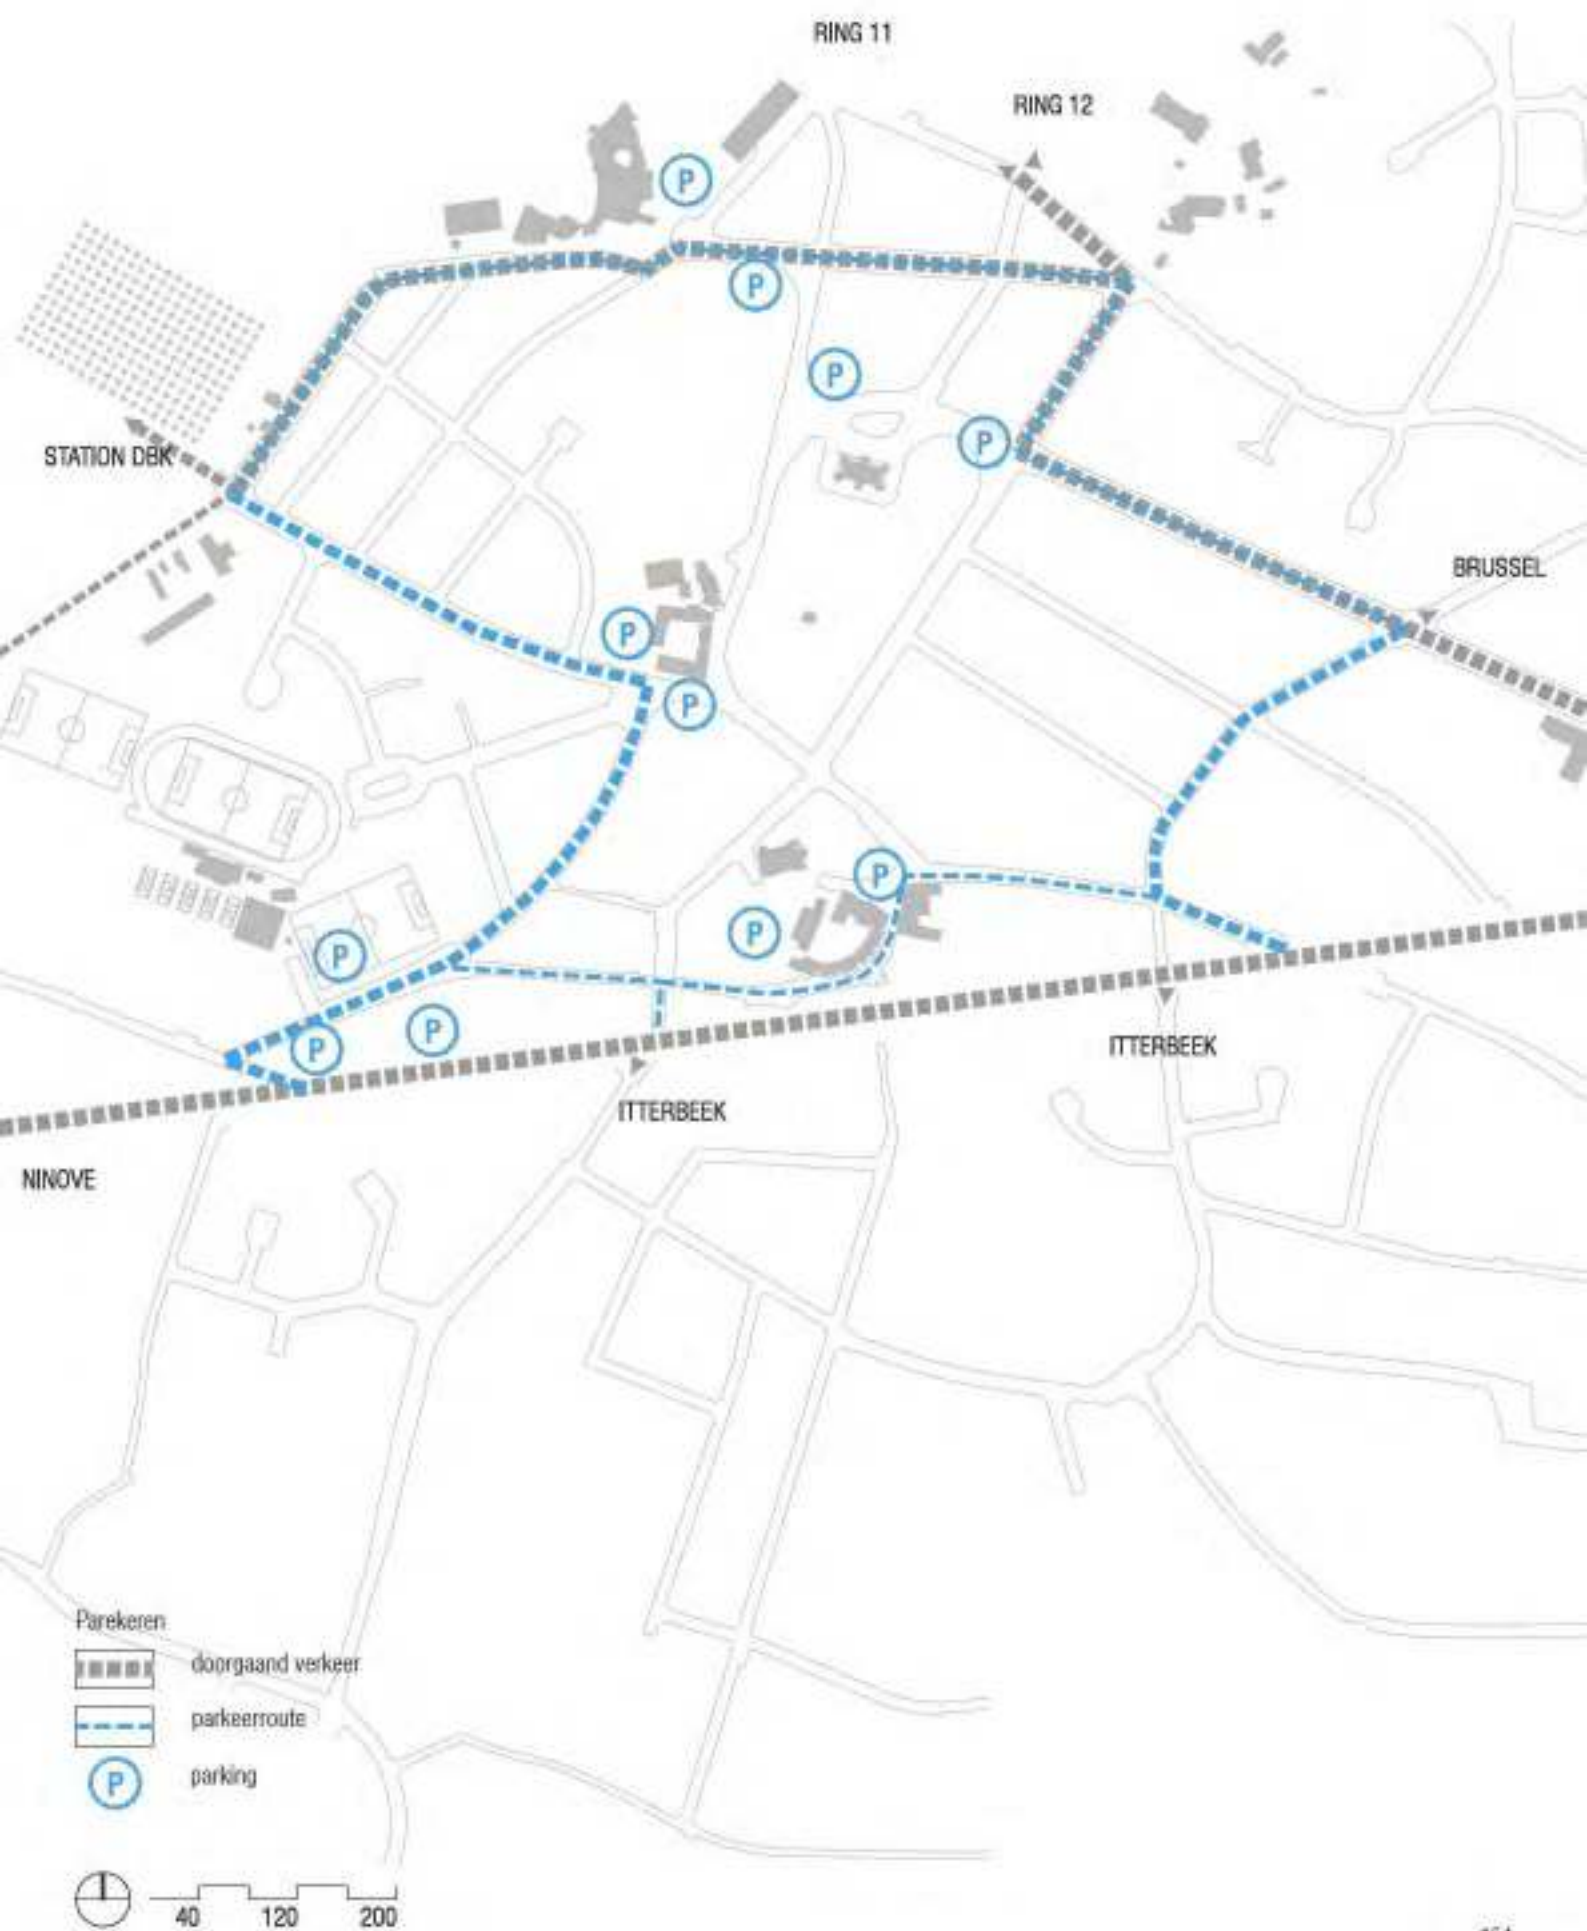 RING 11
RING 12
P
P
P
STATION DBK
P
BRUSSEL
P
P
P
P
P
P
P
ITTERBEEK
ITTERBEEK
NINOVE
Parekeren
doorgaand verkeer
parkeerroute
P parking
40 120 200